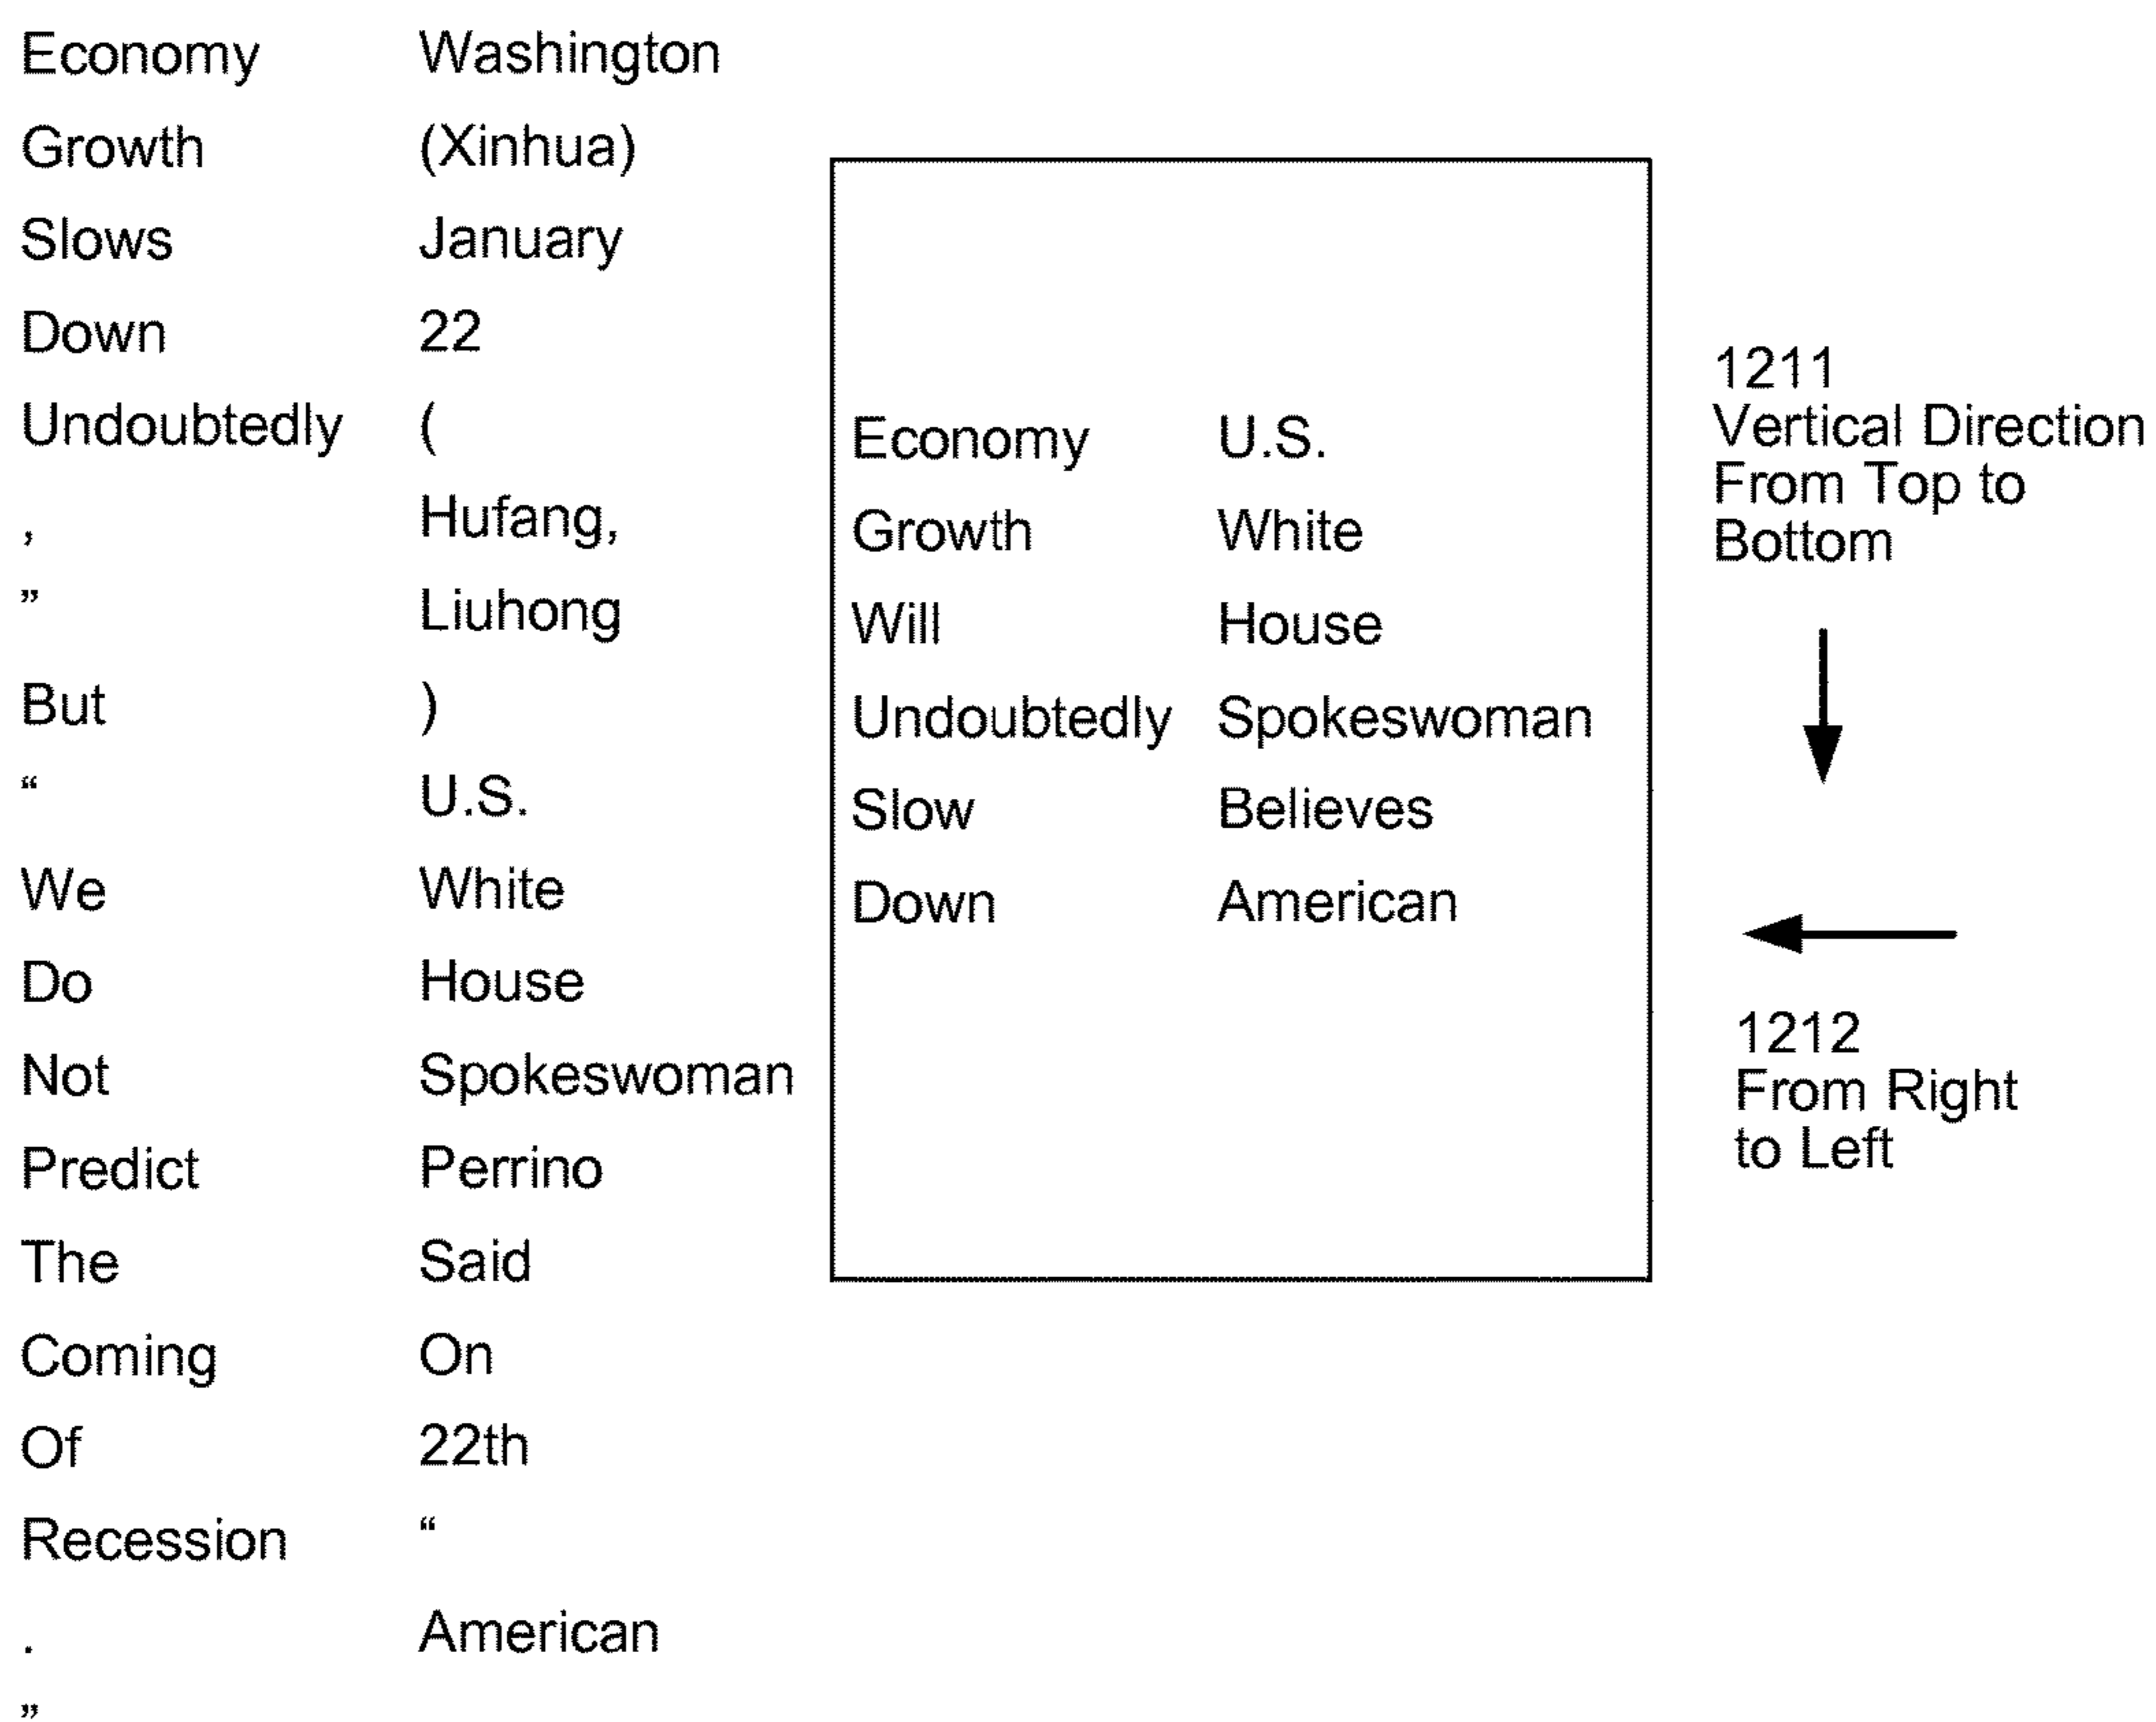 U.S.
White
House
Spokeswoman
Believes
American
Economy
Growth
Will
Undoubtedly
Slow
Down
Washington
(Xinhua)
January
22
(
Hufang,
Liuhong
)
U.S.
White
House
Spokeswoman
Perrino
Said
On
22th
“
American
Economy
Growth
Slows
Down
Undoubtedly
,
”
But
“
We
Do
Not
Predict
The
Coming
Of
Recession
.
”
1211
Vertical Direction
From Top to
Bottom
1212
From Right
to Left